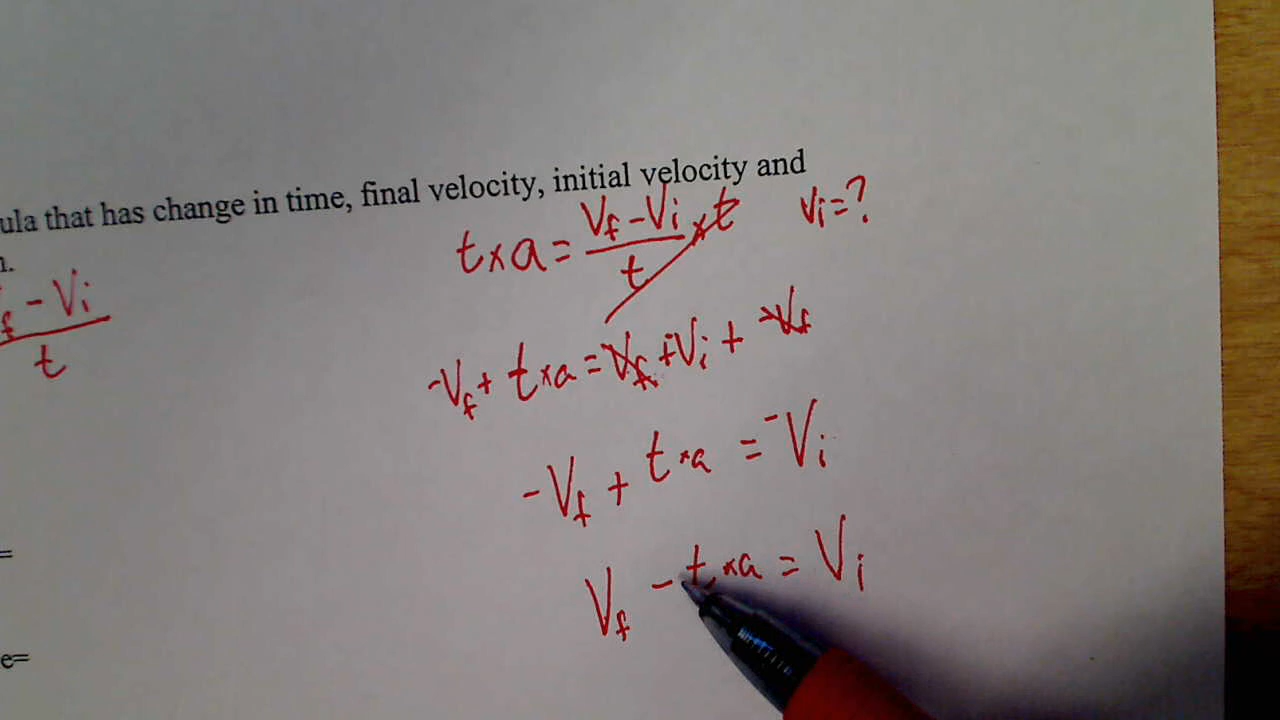 ula that has change in time, final velocity, initial velocity and
t×a = (Vf - Vi)/t × t
Vi=?
n.
f - Vi
t
-Vf + t×a = Vf + Vi + -Vf
-Vf + t×a = -Vi
=
Vf - t×a = Vi
e=